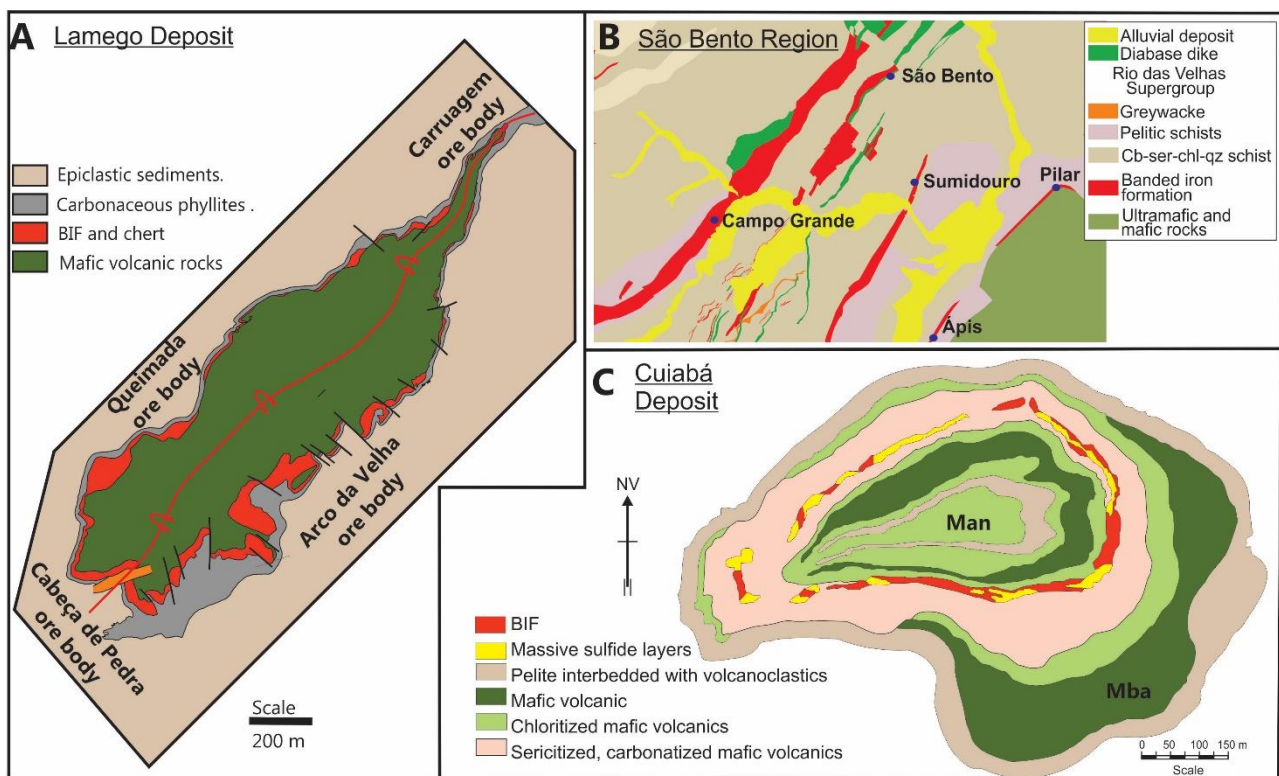 A Lamego Deposit
Epiclastic sediments.
Carbonaceous phyllites .
BIF and chert
Mafic volcanic rocks
Carruagem
ore body
Queimada
ore body
Arco da Velha
ore body
Cabeça de Pedra
ore body
Scale
200 m
B São Bento Region
São Bento
Sumidouro
Pilar
Campo Grande
Ápis
Alluvial deposit
Diabase dike
Rio das Velhas
Supergroup
Greywacke
Pelitic schists
Cb-ser-chl-qz schist
Banded iron
formation
Ultramafic and
mafic rocks
C Cuiabá
Deposit
NV
Man
Mba
BIF
Massive sulfide layers
Pelite interbedded with volcanoclastics
Mafic volcanic
Chloritized mafic volcanics
Sericitized, carbonatized mafic volcanics
0 50 100 150 m
Scale